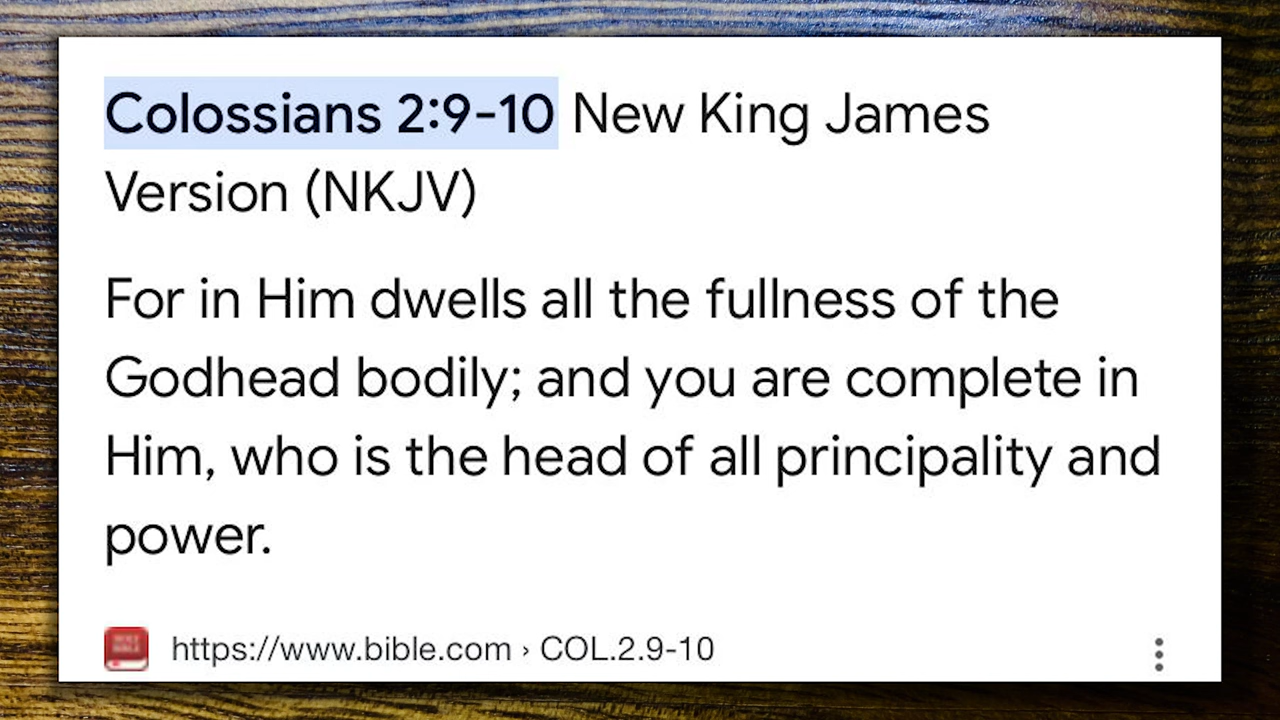 Colossians 2:9-10 New King James
Version (NKJV)
For in Him dwells all the fullness of the
Godhead bodily; and you are complete in
Him, who is the head of all principality and
power.
HOLY
BIBLE
https://www.bible.com › COL.2.9-10